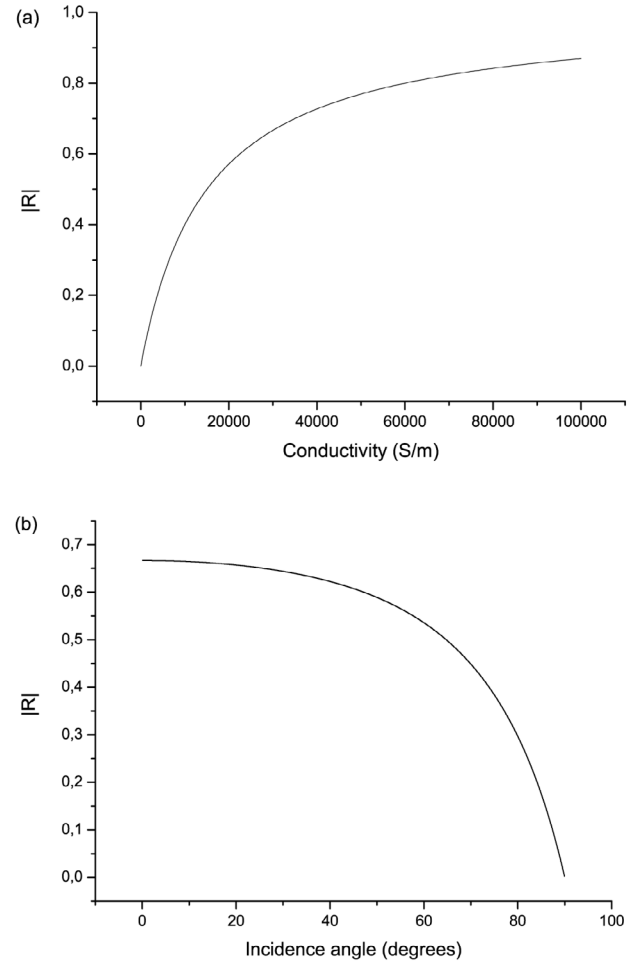 (a)
1,0
0,8
0,6
0,4
0,2
0,0
|R|
0 20000 40000 60000 80000 100000
Conductivity (S/m)
(b)
0,7
0,6
0,5
0,4
0,3
0,2
0,1
0,0
|R|
0 20 40 60 80 100
Incidence angle (degrees)